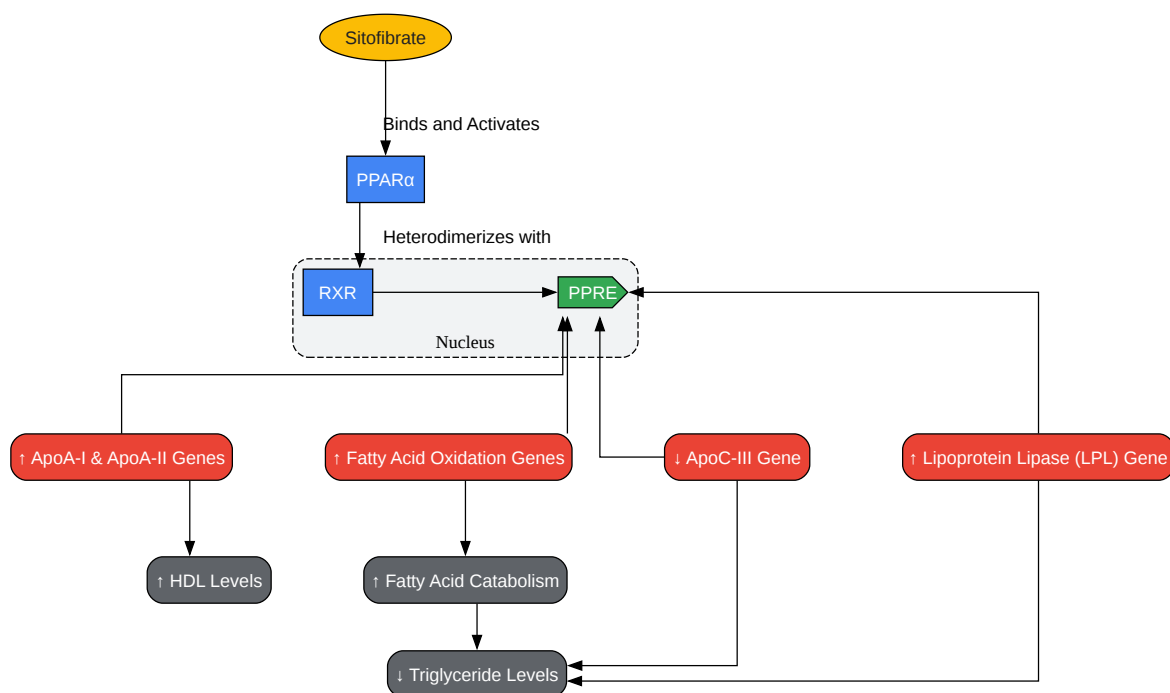 Sitofibrate
Binds and Activates
PPARα
Heterodimerizes with
RXR
PPRE
Nucleus
↑ ApoA-I & ApoA-II Genes
↑ Fatty Acid Oxidation Genes
↓ ApoC-III Gene
↑ Lipoprotein Lipase (LPL) Gene
↑ HDL Levels
↑ Fatty Acid Catabolism
↓ Triglyceride Levels